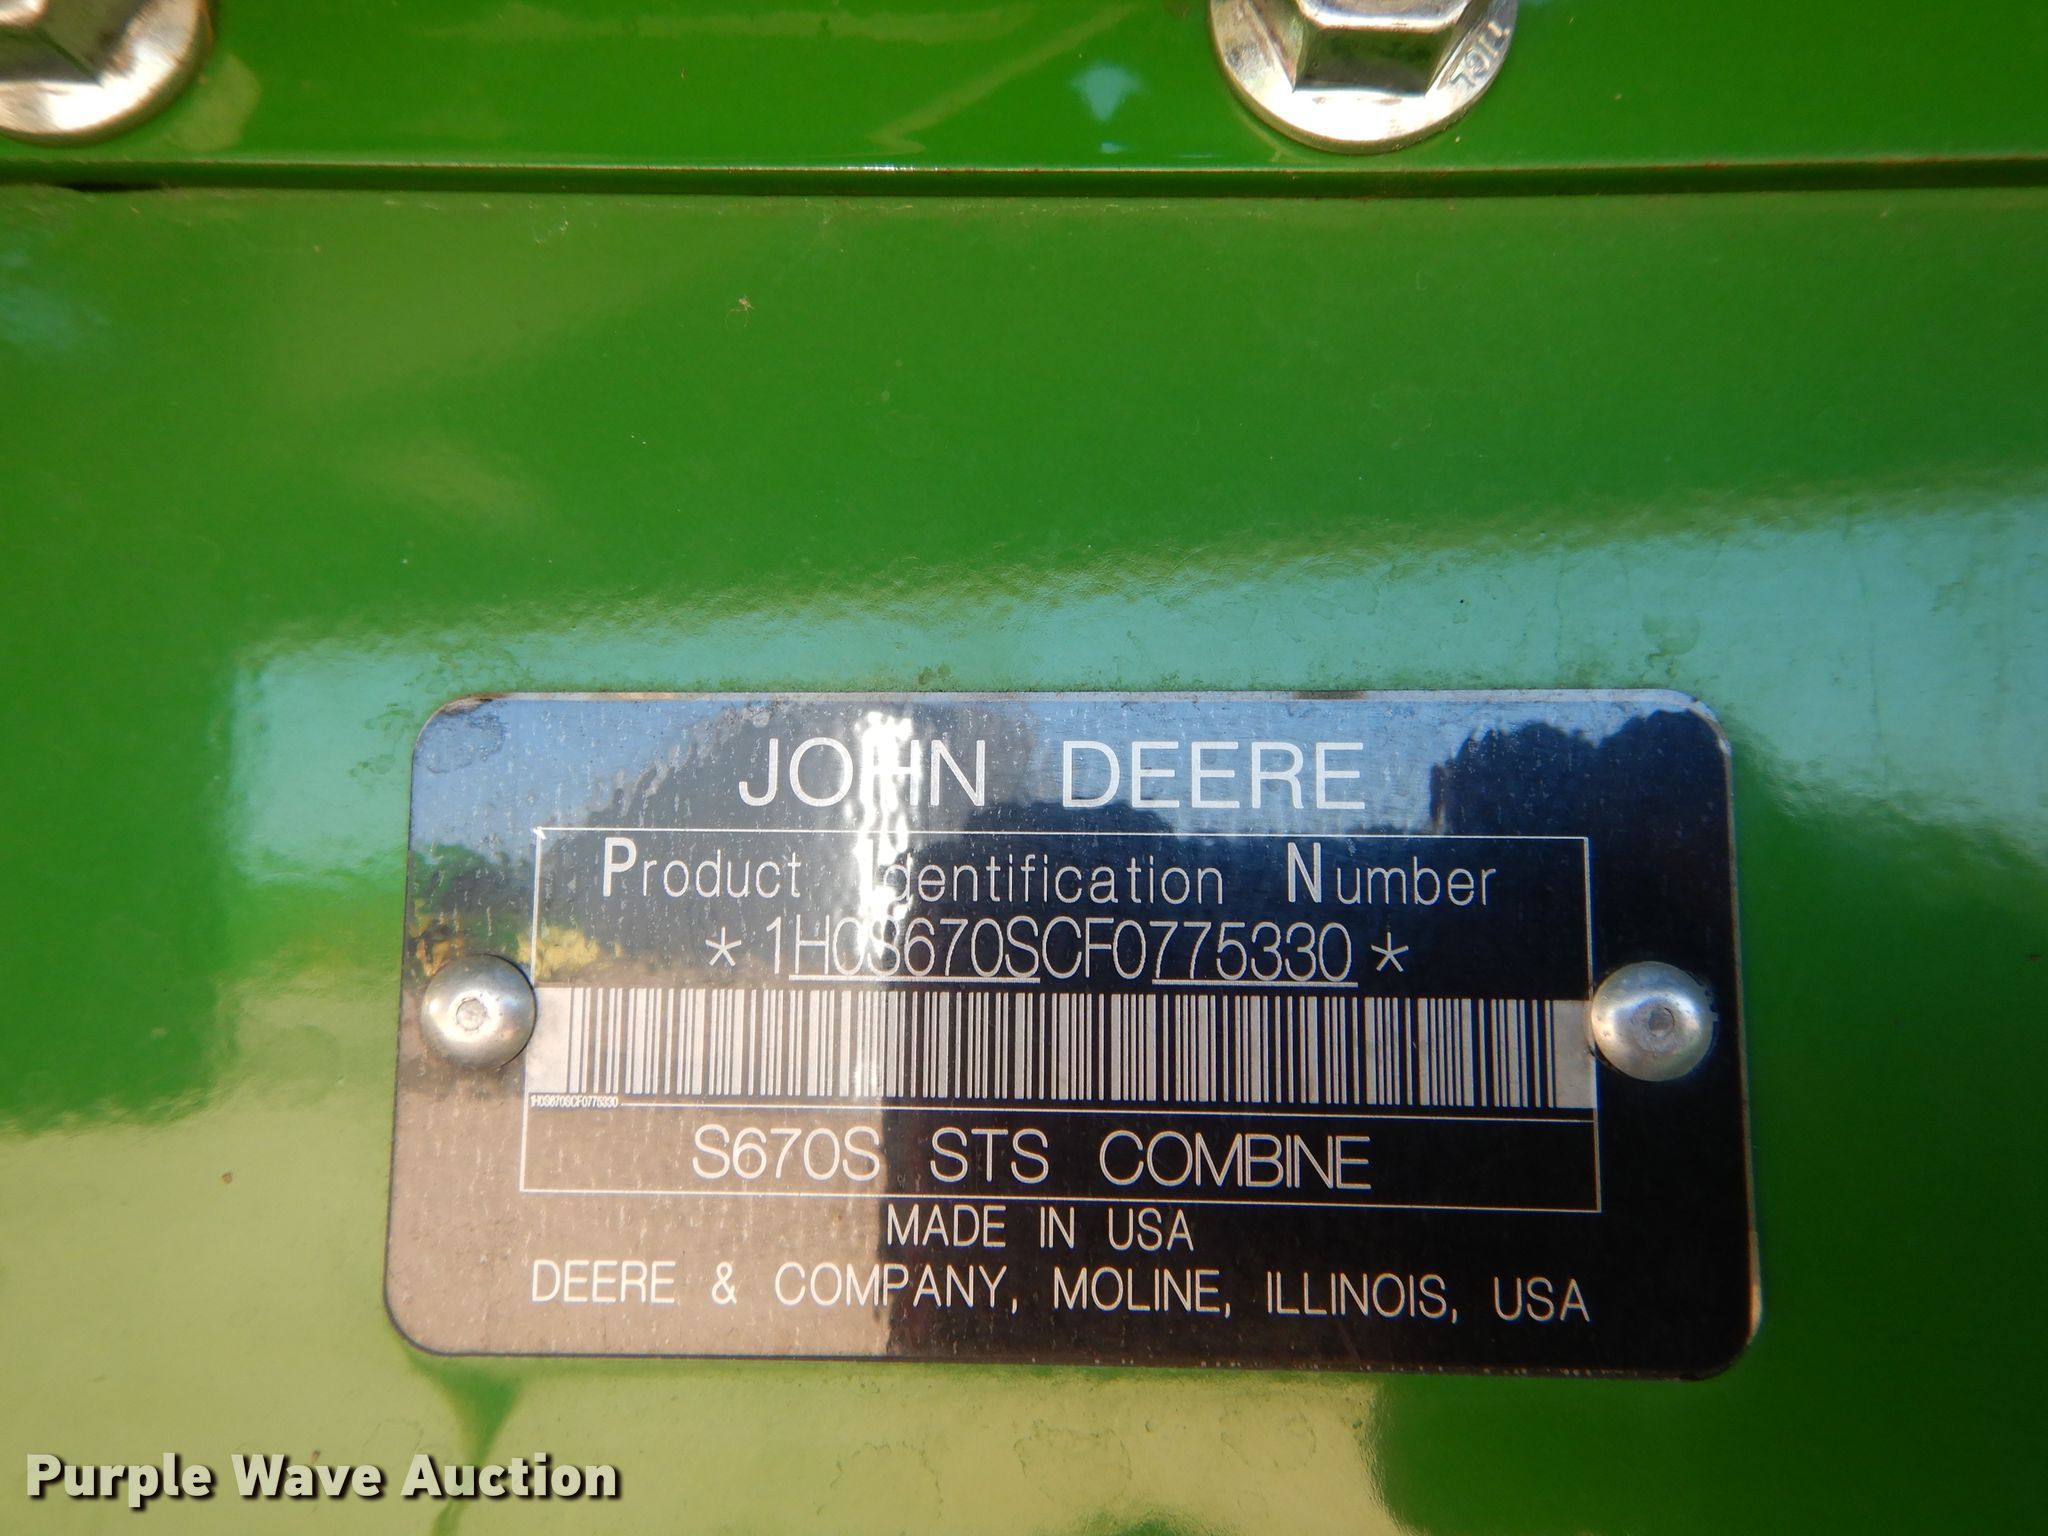 JOHN DEERE
Product Identification Number
*1H0S670SCF0775330*
1H0S670SCF0775330
S670S STS COMBINE
MADE IN USA
DEERE & COMPANY, MOLINE, ILLINOIS, USA
Purple Wave Auction